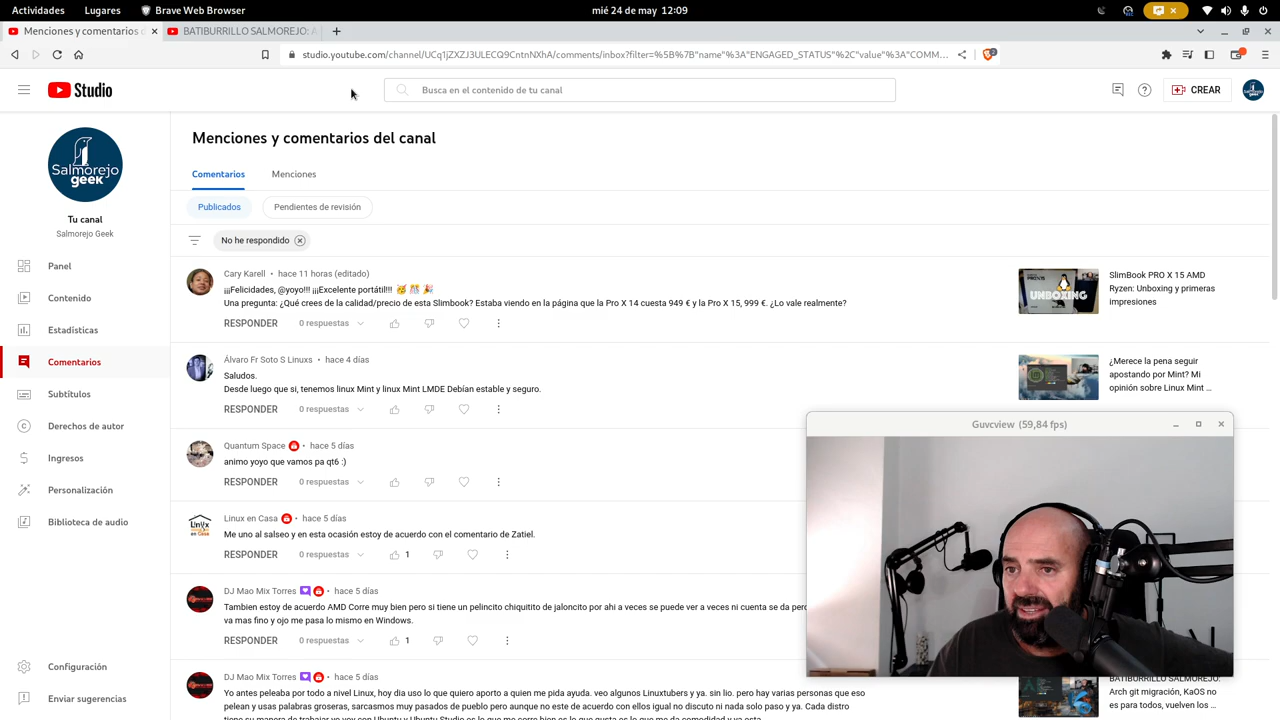 Actividades Lugares Brave Web Browser mié 24 de may 12:09
Menciones y comentarios d BATIBURRILLO SALMOREJO: A
studio.youtube.com/channel/UCq1jZXZJ3ULECQ9CntnNXhA/comments/inbox?filter=%5B%7B"name"%3A"ENGAGED_STATUS"%2C"value"%3A"COMM...
Studio Busca en el contenido de tu canal CREAR
Salmorejo
geek
Tu canal
Salmorejo Geek
Panel
Contenido
Estadísticas
Comentarios
Subtítulos
Derechos de autor
Ingresos
Personalización
Biblioteca de audio
Configuración
Enviar sugerencias
Menciones y comentarios del canal
Comentarios Menciones
Publicados Pendientes de revisión
No he respondido
Cary Karell • hace 11 horas (editado)
¡¡¡Felicidades, @yoyo!!! ¡¡¡Excelente portátil!!! 🥳 🎊 🎉
Una pregunta: ¿Qué crees de la calidad/precio de esta Slimbook? Estaba viendo en la página que la Pro X 14 cuesta 949 € y la Pro X 15, 999 €. ¿Lo vale realmente?
RESPONDER 0 respuestas
UNBOXING
SlimBook PRO X 15 AMD
Ryzen: Unboxing y primeras
impresiones
Álvaro Fr Soto S Linuxs • hace 4 días
Saludos.
Desde luego que si, tenemos linux Mint y linux Mint LMDE Debían estable y seguro.
RESPONDER 0 respuestas
¿Merece la pena seguir
apostando por Mint? Mi
opinión sobre Linux Mint ...
Quantum Space • hace 5 días
animo yoyo que vamos pa qt6 :)
RESPONDER 0 respuestas
Linux en Casa • hace 5 días
Me uno al salseo y en esta ocasión estoy de acuerdo con el comentario de Zatiel.
RESPONDER 0 respuestas 1
DJ Mao Mix Torres • hace 5 días
Tambien estoy de acuerdo AMD Corre muy bien pero si tiene un pelincito chiquitito de jaloncito por ahi a veces se puede ver a veces ni cuenta se da perc
va mas fino y ojo me pasa lo mismo en Windows.
RESPONDER 0 respuestas 1
DJ Mao Mix Torres • hace 5 días
Yo antes peleaba por todo a nivel Linux, hoy dia uso lo que quiero aporto a quien me pida ayuda. veo algunos Linuxtubers y ya. sin lio. pero hay varias personas que
pelean y usas palabras groseras, sarcasmos muy pasados de pueblo pero aunque no este de acuerdo con ellos igual no discuto ni nada solo paso y ya. Cada distro
BATIBURRILLO SALMOREJO:
Arch git migración, KaOS no
es para todos, vuelven los ...
Guvcview (59,84 fps)